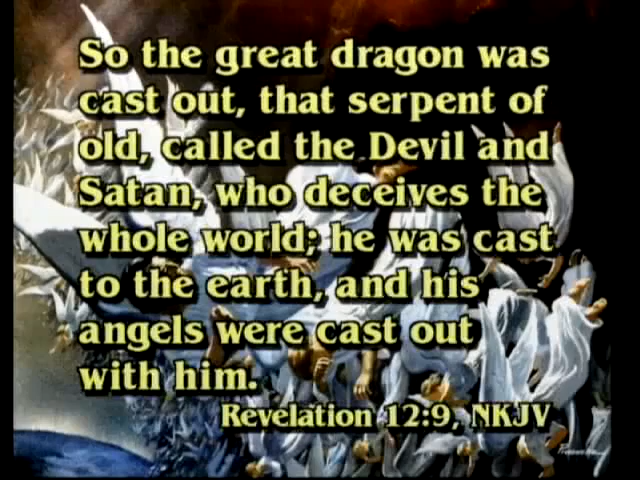 So the great dragon was
cast out, that serpent of
old, called the Devil and
Satan, who deceives the
whole world; he was cast
to the earth, and his
angels were cast out
with him.
Revelation 12:9, NKJV